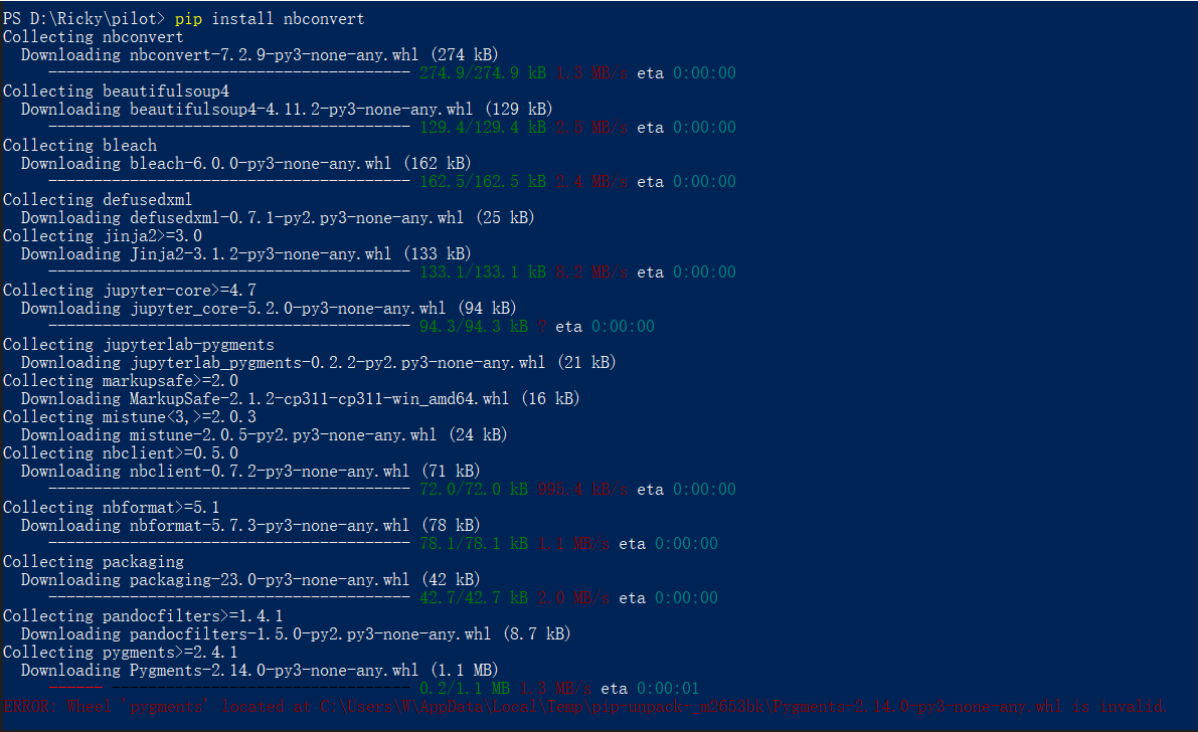 PS D:\Ricky\pilot> pip install nbconvert
Collecting nbconvert
  Downloading nbconvert-7.2.9-py3-none-any.whl (274 kB)
     ---------------------------------------- 274.9/274.9 kB 1.3 MB/s eta 0:00:00
Collecting beautifulsoup4
  Downloading beautifulsoup4-4.11.2-py3-none-any.whl (129 kB)
     ---------------------------------------- 129.4/129.4 kB 2.5 MB/s eta 0:00:00
Collecting bleach
  Downloading bleach-6.0.0-py3-none-any.whl (162 kB)
     ---------------------------------------- 162.5/162.5 kB 2.4 MB/s eta 0:00:00
Collecting defusedxml
  Downloading defusedxml-0.7.1-py2.py3-none-any.whl (25 kB)
Collecting jinja2>=3.0
  Downloading Jinja2-3.1.2-py3-none-any.whl (133 kB)
     ---------------------------------------- 133.1/133.1 kB 8.2 MB/s eta 0:00:00
Collecting jupyter-core>=4.7
  Downloading jupyter_core-5.2.0-py3-none-any.whl (94 kB)
     ---------------------------------------- 94.3/94.3 kB ? eta 0:00:00
Collecting jupyterlab-pygments
  Downloading jupyterlab_pygments-0.2.2-py2.py3-none-any.whl (21 kB)
Collecting markupsafe>=2.0
  Downloading MarkupSafe-2.1.2-cp311-cp311-win_amd64.whl (16 kB)
Collecting mistune<3,>=2.0.3
  Downloading mistune-2.0.5-py2.py3-none-any.whl (24 kB)
Collecting nbclient>=0.5.0
  Downloading nbclient-0.7.2-py3-none-any.whl (71 kB)
     ---------------------------------------- 72.0/72.0 kB 995.4 kB/s eta 0:00:00
Collecting nbformat>=5.1
  Downloading nbformat-5.7.3-py3-none-any.whl (78 kB)
     ---------------------------------------- 78.1/78.1 kB 1.1 MB/s eta 0:00:00
Collecting packaging
  Downloading packaging-23.0-py3-none-any.whl (42 kB)
     ---------------------------------------- 42.7/42.7 kB 2.0 MB/s eta 0:00:00
Collecting pandocfilters>=1.4.1
  Downloading pandocfilters-1.5.0-py2.py3-none-any.whl (8.7 kB)
Collecting pygments>=2.4.1
  Downloading Pygments-2.14.0-py3-none-any.whl (1.1 MB)
     ------ --------------------------------- 0.2/1.1 MB 1.3 MB/s eta 0:00:01
ERROR: Wheel 'pygments' located at C:\Users\W\AppData\Local\Temp\pip-unpack-_m2653bk\Pygments-2.14.0-py3-none-any.whl is invalid.